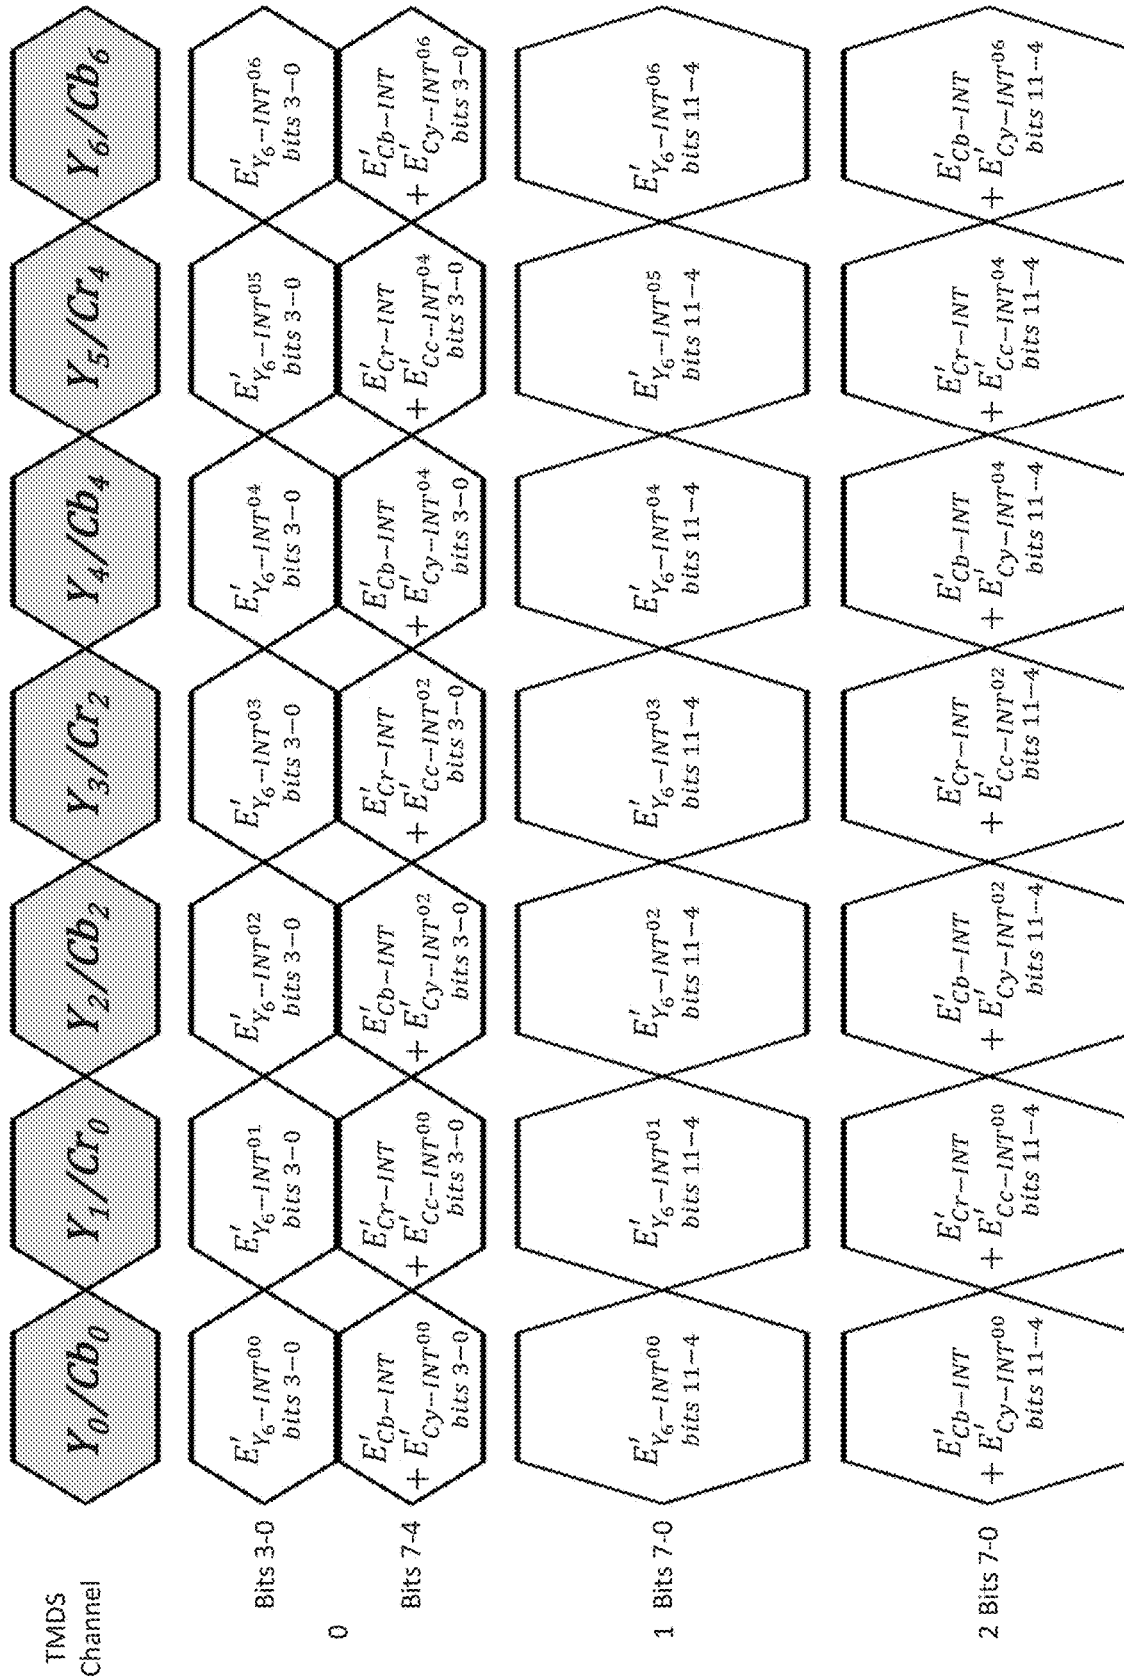 TMDS
Channel
Y0/Cb0
Y1/Cr0
Y2/Cb2
Y3/Cr2
Y4/Cb4
Y5/Cr4
Y6/Cb6
0
Bits 3-0
E'Y6-INT00
bits 3-0
E'Y6-INT01
bits 3-0
E'Y6-INT02
bits 3-0
E'Y6-INT03
bits 3-0
E'Y6-INT04
bits 3-0
E'Y6-INT05
bits 3-0
E'Y6-INT06
bits 3-0
Bits 7-4
E'Cb-INT
+ E'Cy-INT00
bits 3-0
E'Cr-INT
+ E'Cc-INT00
bits 3-0
E'Cb-INT
+ E'Cy-INT02
bits 3-0
E'Cr-INT
+ E'Cc-INT02
bits 3-0
E'Cb-INT
+ E'Cy-INT04
bits 3-0
E'Cr-INT
+ E'Cc-INT04
bits 3-0
E'Cb-INT
+ E'Cy-INT06
bits 3-0
1 Bits 7-0
E'Y6-INT00
bits 11-4
E'Y6-INT01
bits 11-4
E'Y6-INT02
bits 11-4
E'Y6-INT03
bits 11-4
E'Y6-INT04
bits 11-4
E'Y6-INT05
bits 11-4
E'Y6-INT06
bits 11-4
2 Bits 7-0
E'Cb-INT
+ E'Cy-INT00
bits 11-4
E'Cr-INT
+ E'Cc-INT00
bits 11-4
E'Cb-INT
+ E'Cy-INT02
bits 11-4
E'Cr-INT
+ E'Cc-INT02
bits 11-4
E'Cb-INT
+ E'Cy-INT04
bits 11-4
E'Cr-INT
+ E'Cc-INT04
bits 11-4
E'Cb-INT
+ E'Cy-INT06
bits 11-4